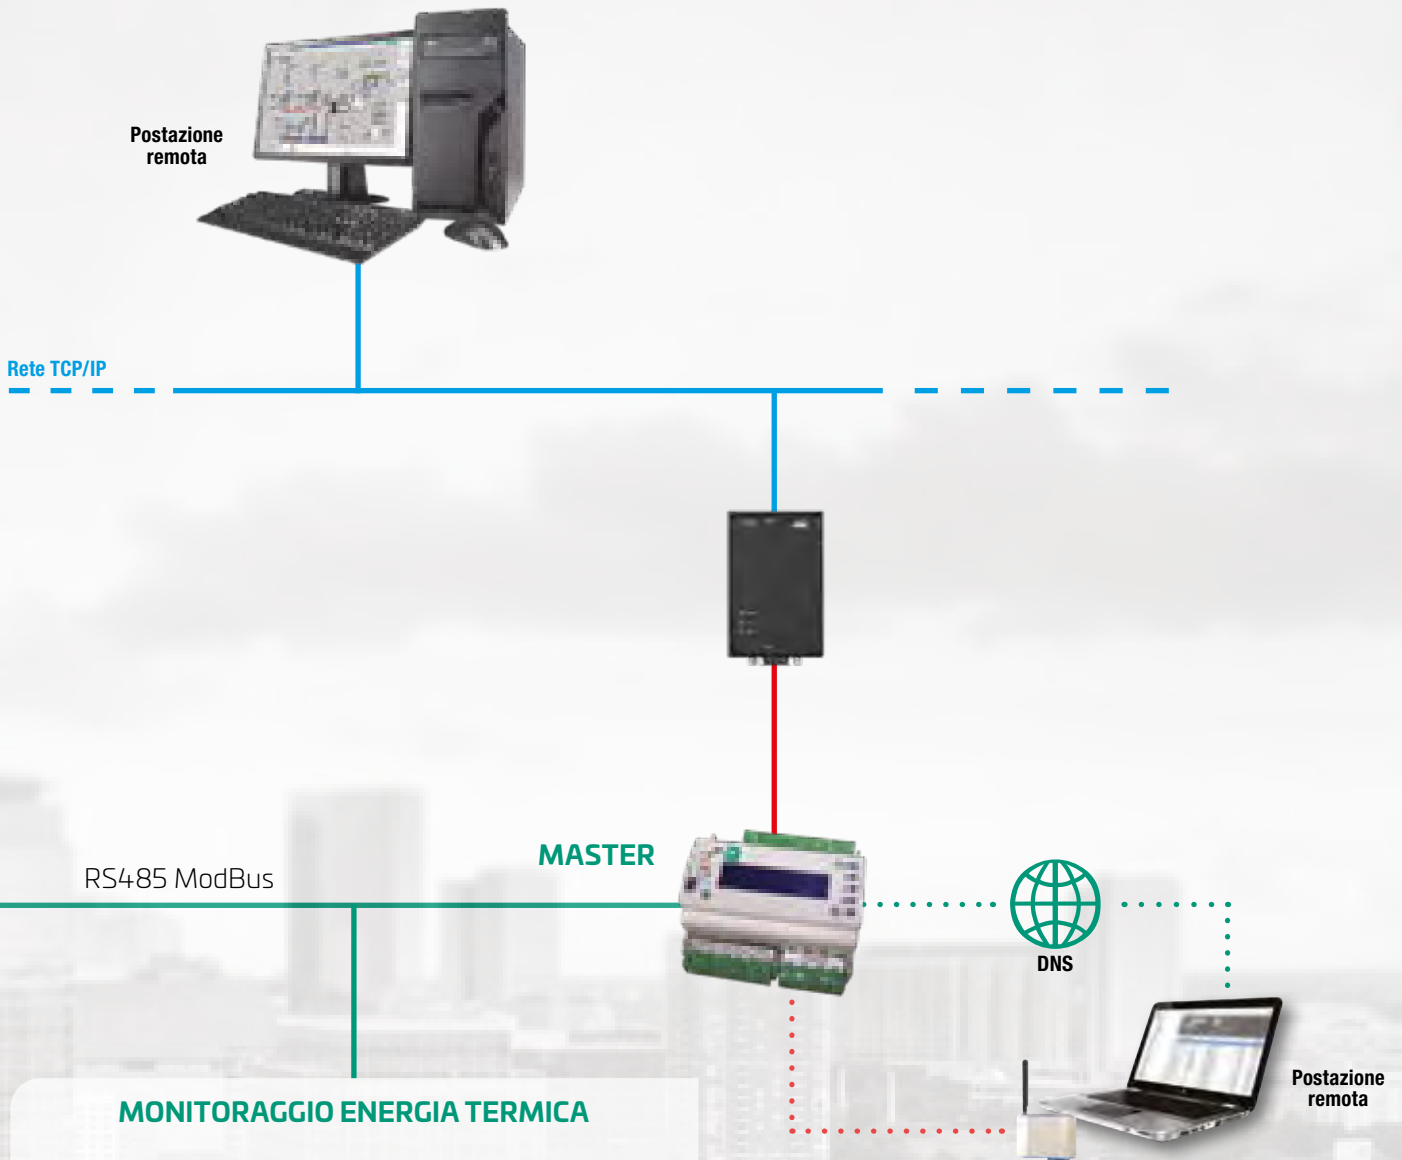 Postazione
remota
Rete TCP/IP
MASTER
RS485 ModBus
DNS
Postazione
remota
MONITORAGGIO ENERGIA TERMICA